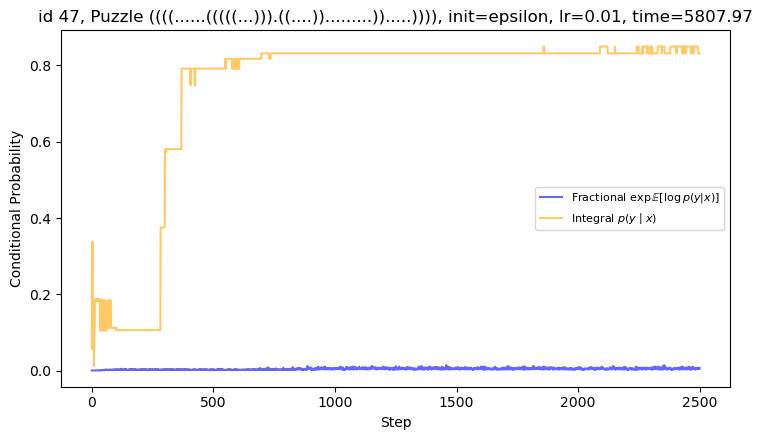 id 47, Puzzle ((((......(((((...))).((....)).........)).....)))), init=epsilon, lr=0.01, time=5807.97
Conditional Probability
0.8
0.6
0.4
0.2
0.0
Fractional exp𝔼[log p(y|x)]
Integral p(y | x)
0 500 1000 1500 2000 2500
Step